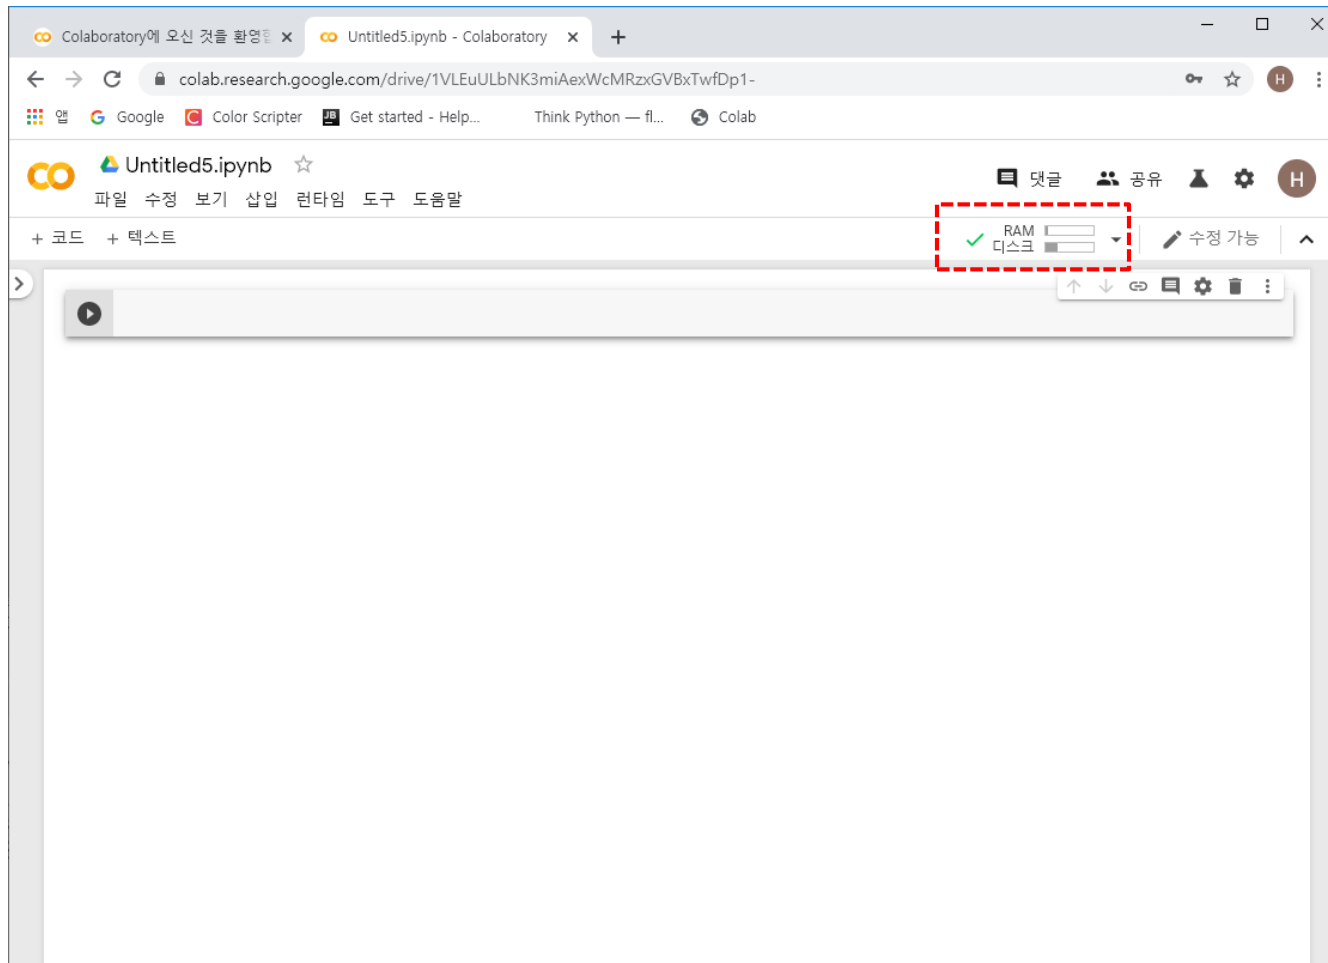 Colaboratory에 오신 것을 환영합
Untitled5.ipynb - Colaboratory
colab.research.google.com/drive/1VLEuULbNK3miAexWcMRzxGVBxTwfDp1-
H
앱 Google Color Scripter Get started - Help... Think Python — fl... Colab
CO Untitled5.ipynb
댓글 공유 H
파일 수정 보기 삽입 런타임 도구 도움말
+ 코드 + 텍스트
RAM
디스크
수정 가능